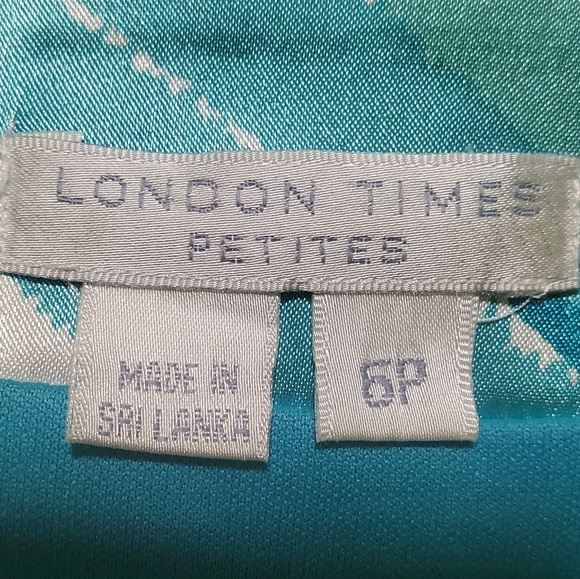 LONDON TIMES
PETITES
MADE IN
SRI LANKA
6P